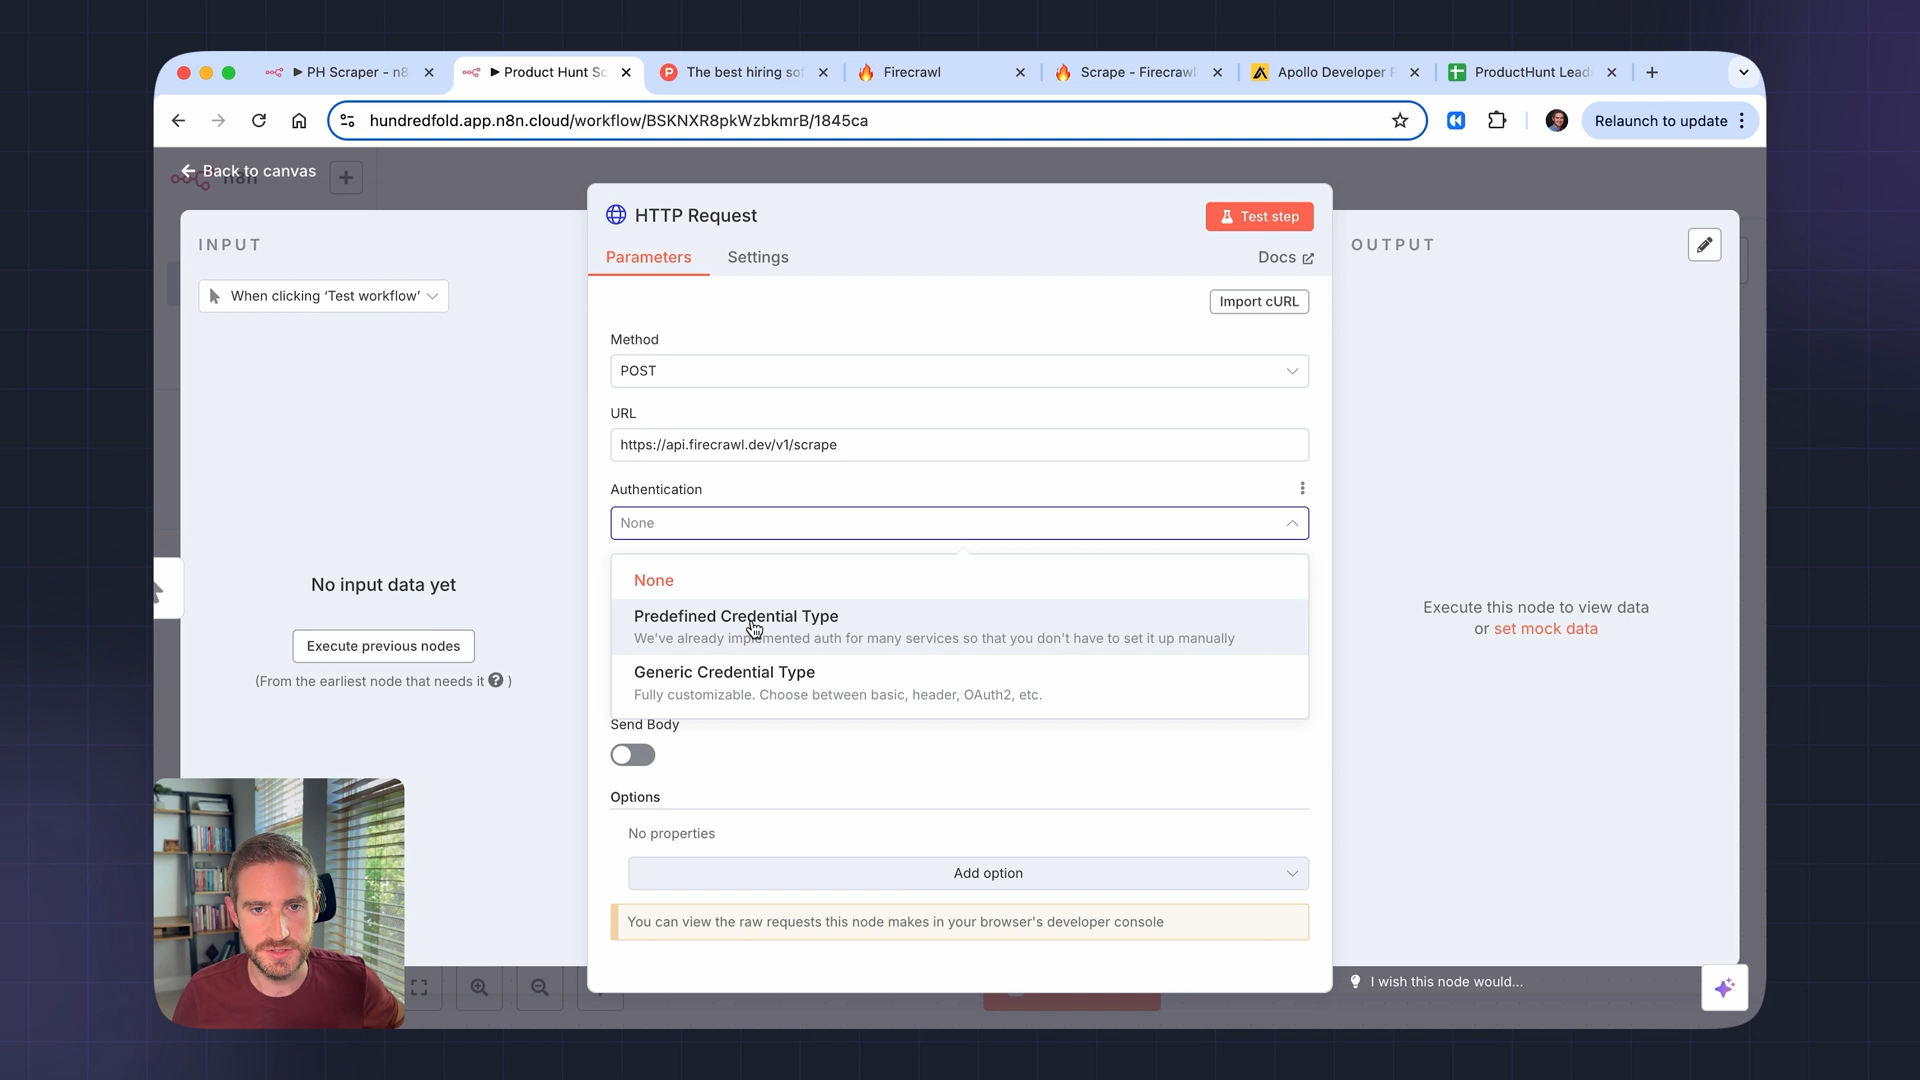 PH Scraper - n8
Product Hunt Sc
The best hiring so
Firecrawl
Scrape - Firecrawl
Apollo Developer P
ProductHunt Lead
hundredfold.app.n8n.cloud/workflow/BSKNXR8pkWzbkmrB/1845ca
Relaunch to update
Back to canvas
n8n
HTTP Request
Test step
INPUT
Parameters
Settings
Docs
OUTPUT
When clicking ‘Test workflow’
Import cURL
Method
POST
URL
https://api.firecrawl.dev/v1/scrape
Authentication
None
None
Predefined Credential Type
We've already implemented auth for many services so that you don't have to set it up manually
Generic Credential Type
Fully customizable. Choose between basic, header, OAuth2, etc.
No input data yet
Execute previous nodes
(From the earliest node that needs it ? )
Execute this node to view data
or set mock data
Send Body
Options
No properties
Add option
You can view the raw requests this node makes in your browser's developer console
I wish this node would...